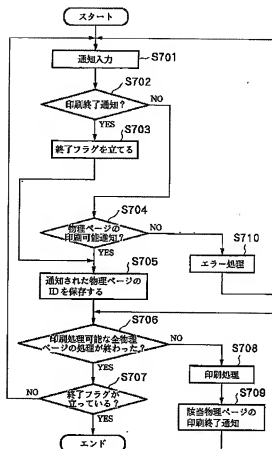 スタート
S701
通知入力
S702
印刷終了通知?
NO
YES
S703
終了フラグを立てる
S704
物理ページの
印刷可能通知?
NO
YES
S710
エラー処理
S705
通知された物理ページの
IDを保存する
S706
印刷処理可能な全物理
ページの処理が終わった?
NO
YES
S708
印刷処理
S707
終了フラグが
立っている?
NO
YES
S709
該当物理ページの
印刷終了通知
エンド